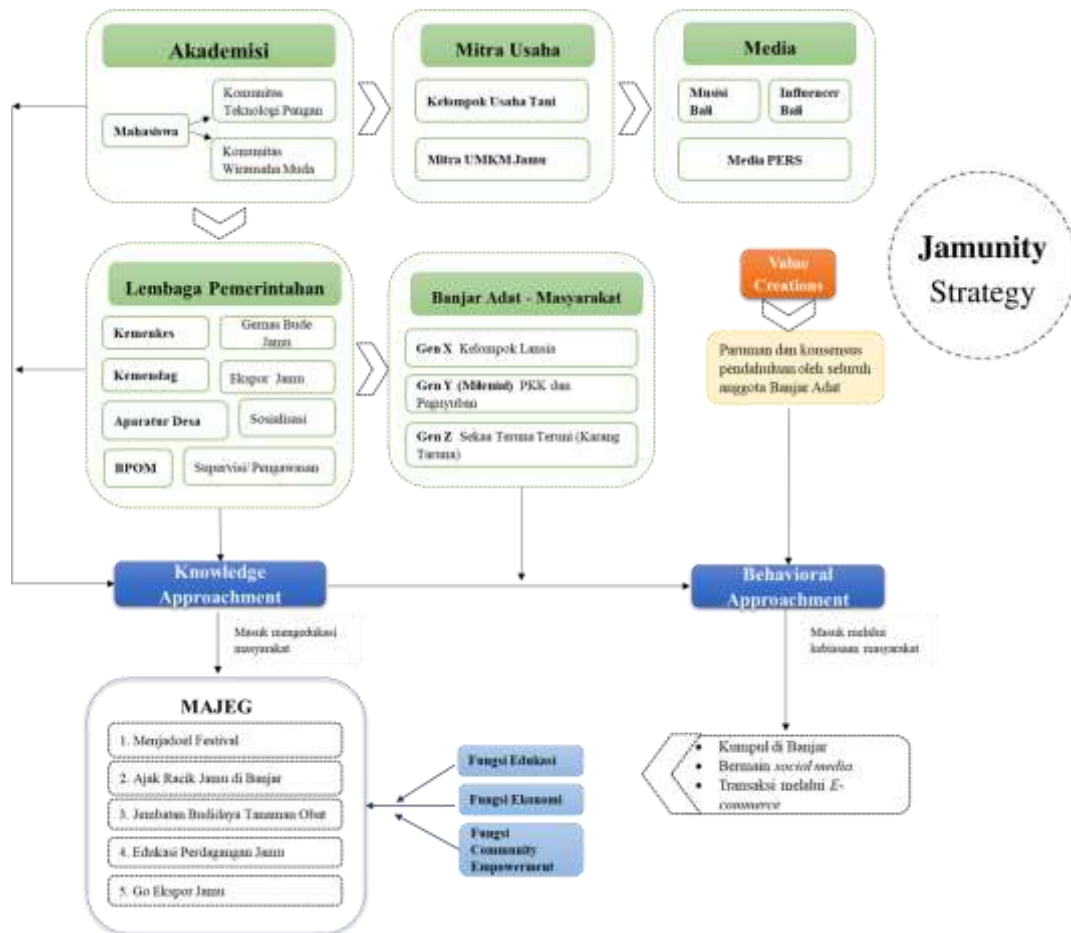 Akademisi
Mahasiswa
Komunitas
Teknologi Pangan
Komunitas
Wirausaha Muda
Mitra Usaha
Kelompok Usaha Tani
Mitra UMKM Jamu
Media
Musisi
Bali
Influencer
Bali
Media PERS
Jamunity
Strategy
Lembaga Pemerintahan
Kemenkes
Gemas Bude
Jamu
Kemendag
Ekspor Jamu
Aparatur Desa
Sosialisasi
BPOM
Supervisi/ Pengawasan
Banjar Adat - Masyarakat
Gen X Kelompok Lansia
Gen Y (Milenial) PKK dan
Paguyuban
Gen Z Sekaa Teruna Teruni (Karang
Taruna)
Value
Creations
Paruman dan konsensus
pendahuluan oleh seluruh
anggota Banjar Adat
Knowledge
Approachment
Behavioral
Approachment
Masuk mengedukasi
masyarakat
Masuk melalui
kebiasaan masyarakat
MAJEG
1. Menjadoel Festival
2. Ajak Racik Jamu di Banjar
3. Jembatan Budidaya Tanaman Obat
4. Edukasi Perdagangan Jamu
5. Go Ekspor Jamu
Fungsi Edukasi
Fungsi Ekonomi
Fungsi
Community
Empowerment
• Kumpul di Banjar
• Bermain social media
• Transaksi melalui E-
commerce